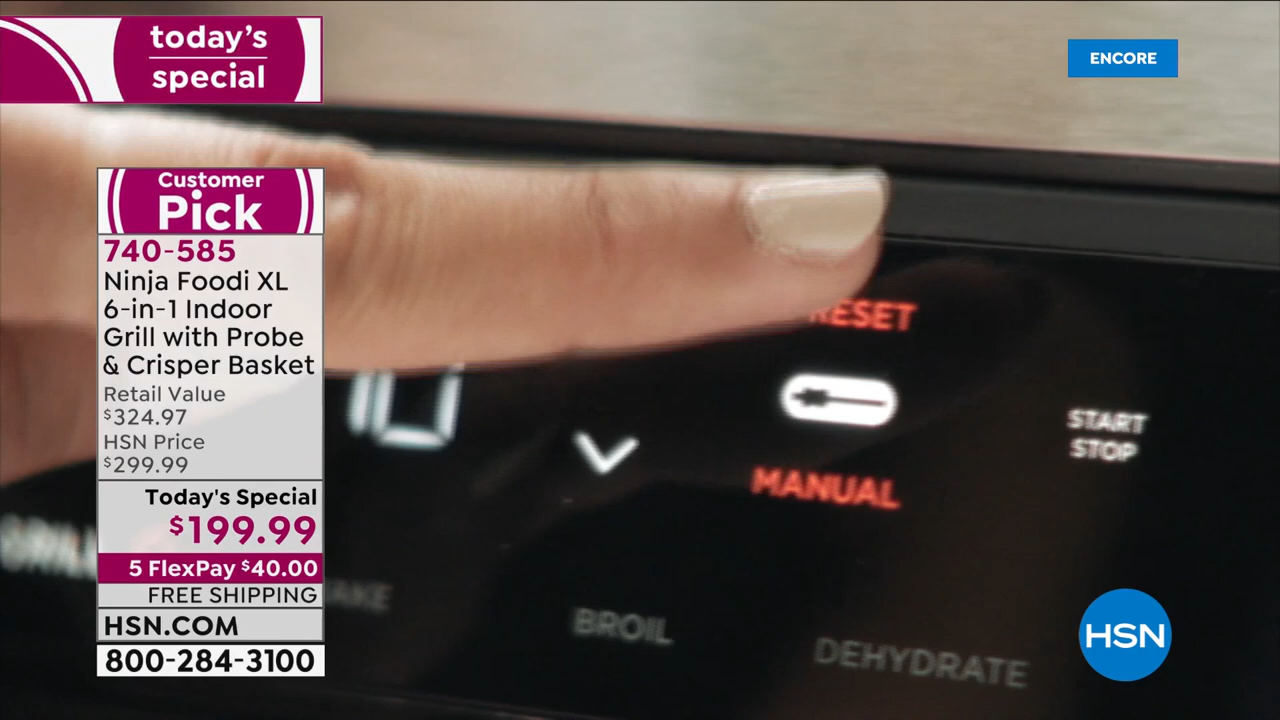 today's
special
ENCORE
Customer
Pick
740-585
Ninja Foodi XL
6-in-1 Indoor
Grill with Probe
& Crisper Basket
Retail Value
$324.97
HSN Price
$299.99
Today's Special
$199.99
5 FlexPay $40.00
FREE SHIPPING
HSN.COM
800-284-3100
10
MANUAL
START
STOP
BROIL
DEHYDRATE
HSN